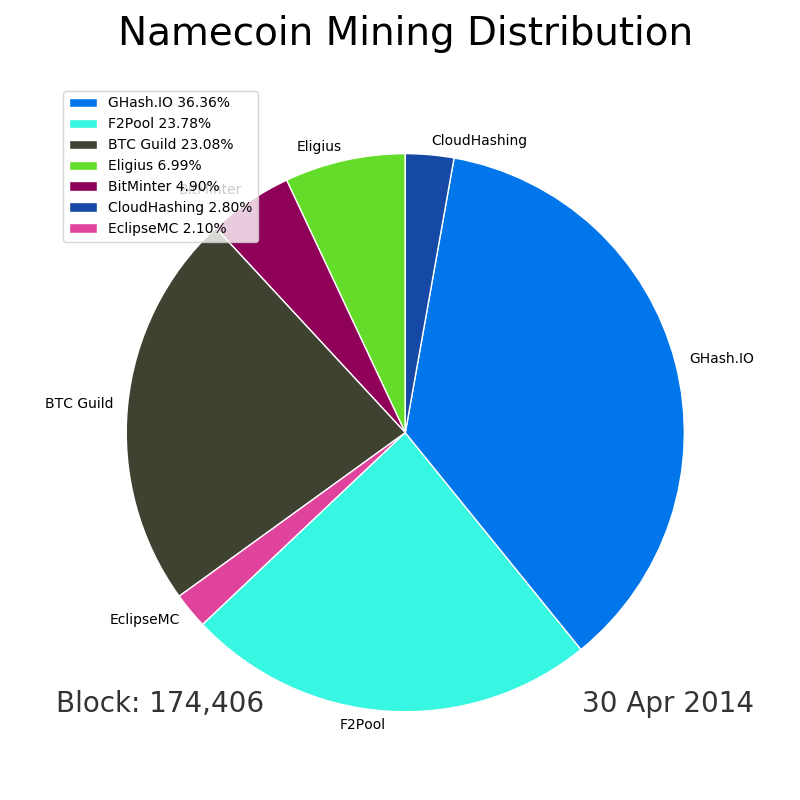 Namecoin Mining Distribution
GHash.IO 36.36%
F2Pool 23.78%
BTC Guild 23.08%
Eligius 6.99%
BitMinter 4.90%
CloudHashing 2.80%
EclipseMC 2.10%
Eligius
CloudHashing
BitMinter
GHash.IO
BTC Guild
EclipseMC
F2Pool
Block: 174,406
30 Apr 2014